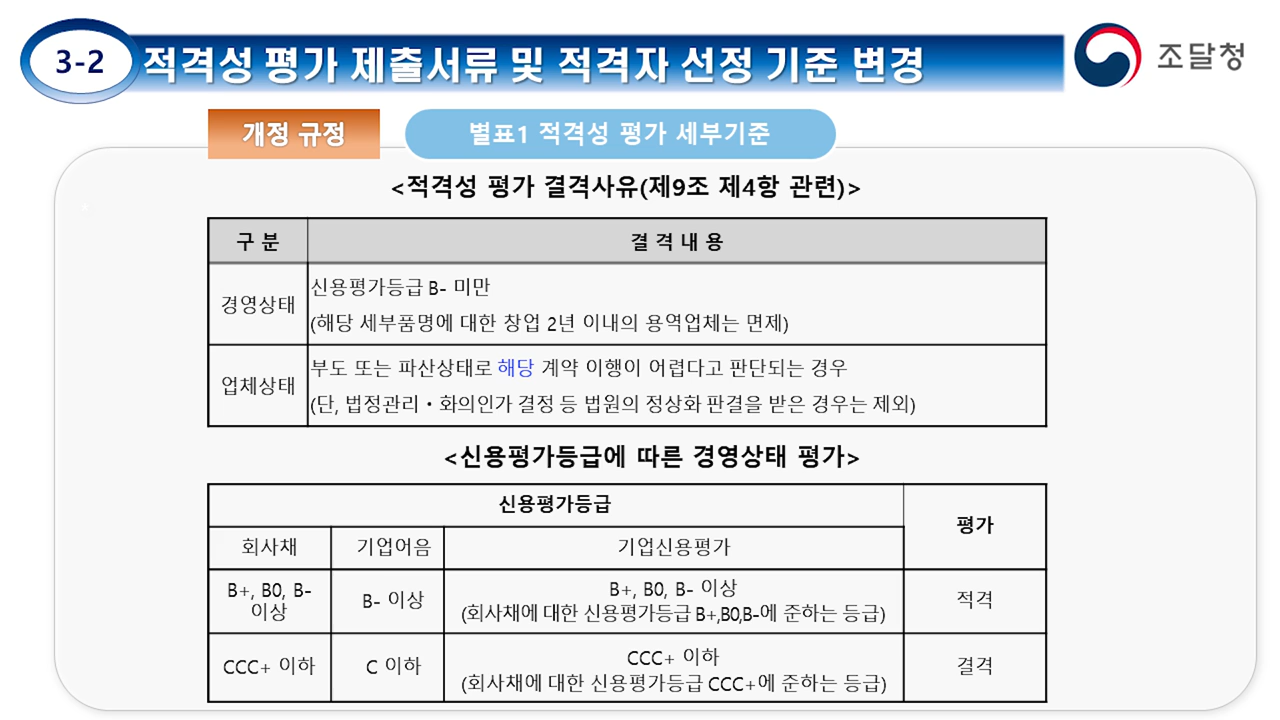 3-2
적격성 평가 제출서류 및 적격자 선정 기준 변경
조달청
개정 규정
별표1 적격성 평가 세부기준
<적격성 평가 결격사유(제9조 제4항 관련)>
구 분
결 격 내 용
경영상태
신용평가등급 B- 미만
(해당 세부품명에 대한 창업 2년 이내의 용역업체는 면제)
업체상태
부도 또는 파산상태로 해당 계약 이행이 어렵다고 판단되는 경우
(단, 법정관리・화의인가 결정 등 법원의 정상화 판결을 받은 경우는 제외)
<신용평가등급에 따른 경영상태 평가>
신용평가등급
평가
회사채
기업어음
기업신용평가
B+, B0, B-
이상
B- 이상
B+, B0, B- 이상
(회사채에 대한 신용평가등급 B+,B0,B-에 준하는 등급)
적격
CCC+ 이하
C 이하
CCC+ 이하
(회사채에 대한 신용평가등급 CCC+에 준하는 등급)
결격